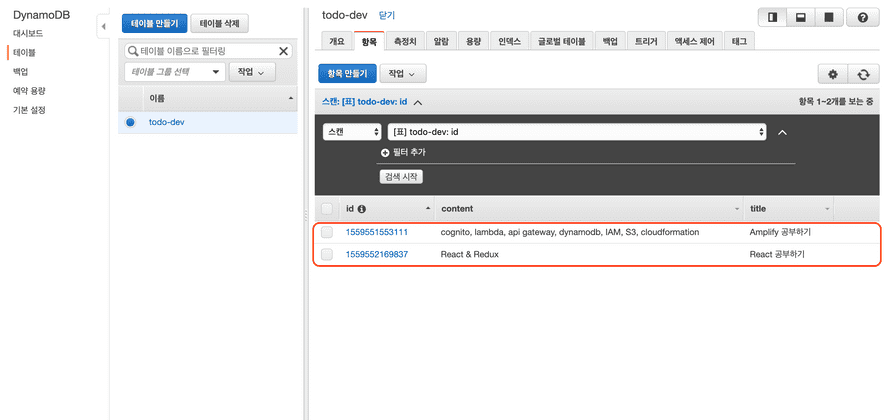 DynamoDB
대시보드
테이블
백업
예약 용량
기본 설정
테이블 만들기 테이블 삭제
테이블 이름으로 필터링
테이블 그룹 선택 작업
이름
todo-dev
todo-dev 닫기
개요 항목 측정치 알람 용량 인덱스 글로벌 테이블 백업 트리거 액세스 제어 태그
항목 만들기 작업
스캔: [표] todo-dev: id 항목 1~2개를 보는 중
스캔 [표] todo-dev: id
필터 추가
검색 시작
id content title
1559551553111 cognito, lambda, api gateway, dynamodb, IAM, S3, cloudformation Amplify 공부하기
1559552169837 React & Redux React 공부하기